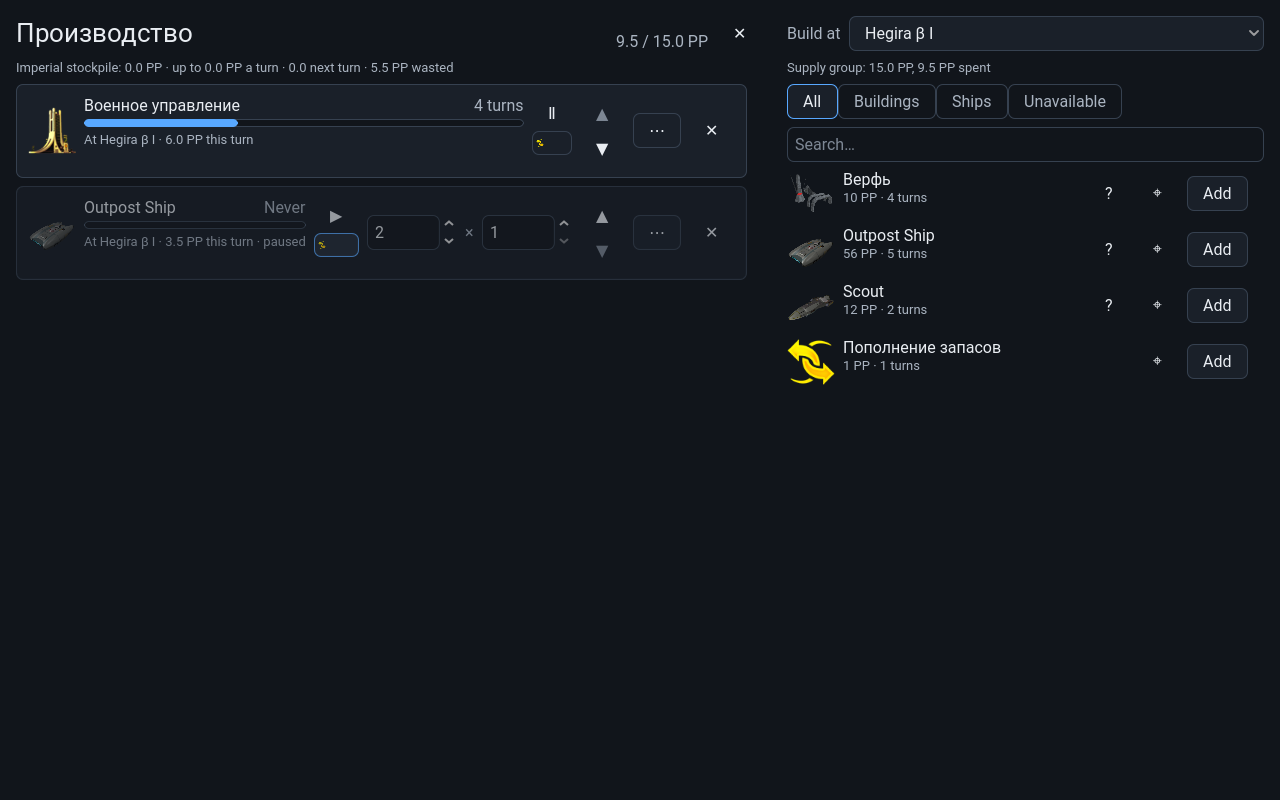 Производство
9.5 / 15.0 PP
×
Imperial stockpile: 0.0 PP · up to 0.0 PP a turn · 0.0 next turn · 5.5 PP wasted
Военное управление
4 turns
At Hegira β I · 6.0 PP this turn
Outpost Ship
Never
At Hegira β I · 3.5 PP this turn · paused
2 × 1
Build at
Hegira β I
Supply group: 15.0 PP, 9.5 PP spent
All
Buildings
Ships
Unavailable
Search…
Верфь
10 PP · 4 turns
?
Add
Outpost Ship
56 PP · 5 turns
?
Add
Scout
12 PP · 2 turns
?
Add
Пополнение запасов
1 PP · 1 turns
Add